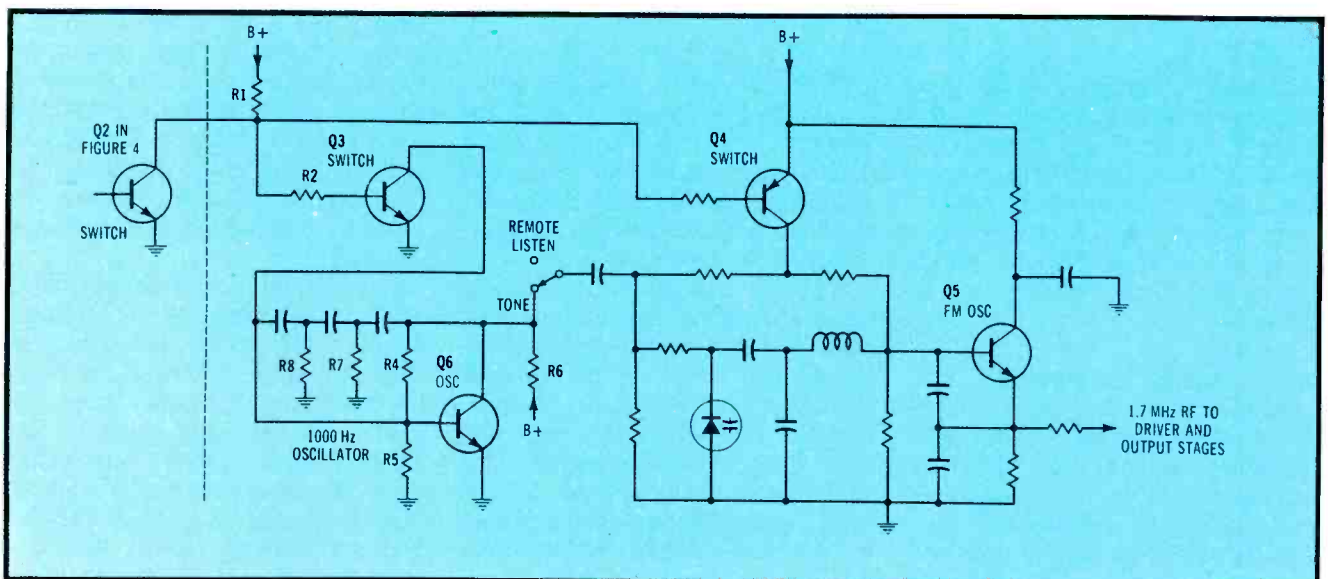 B+
B+
R1
Q2 IN
FIGURE 4
SWITCH
Q3
SWITCH
R2
Q4
SWITCH
REMOTE
LISTEN
TONE
Q5
FM OSC
R8
R7
R4
Q6
OSC
R6
B+
1000 Hz
OSCILLATOR
R5
1.7 MHz RF TO
DRIVER AND
OUTPUT STAGES